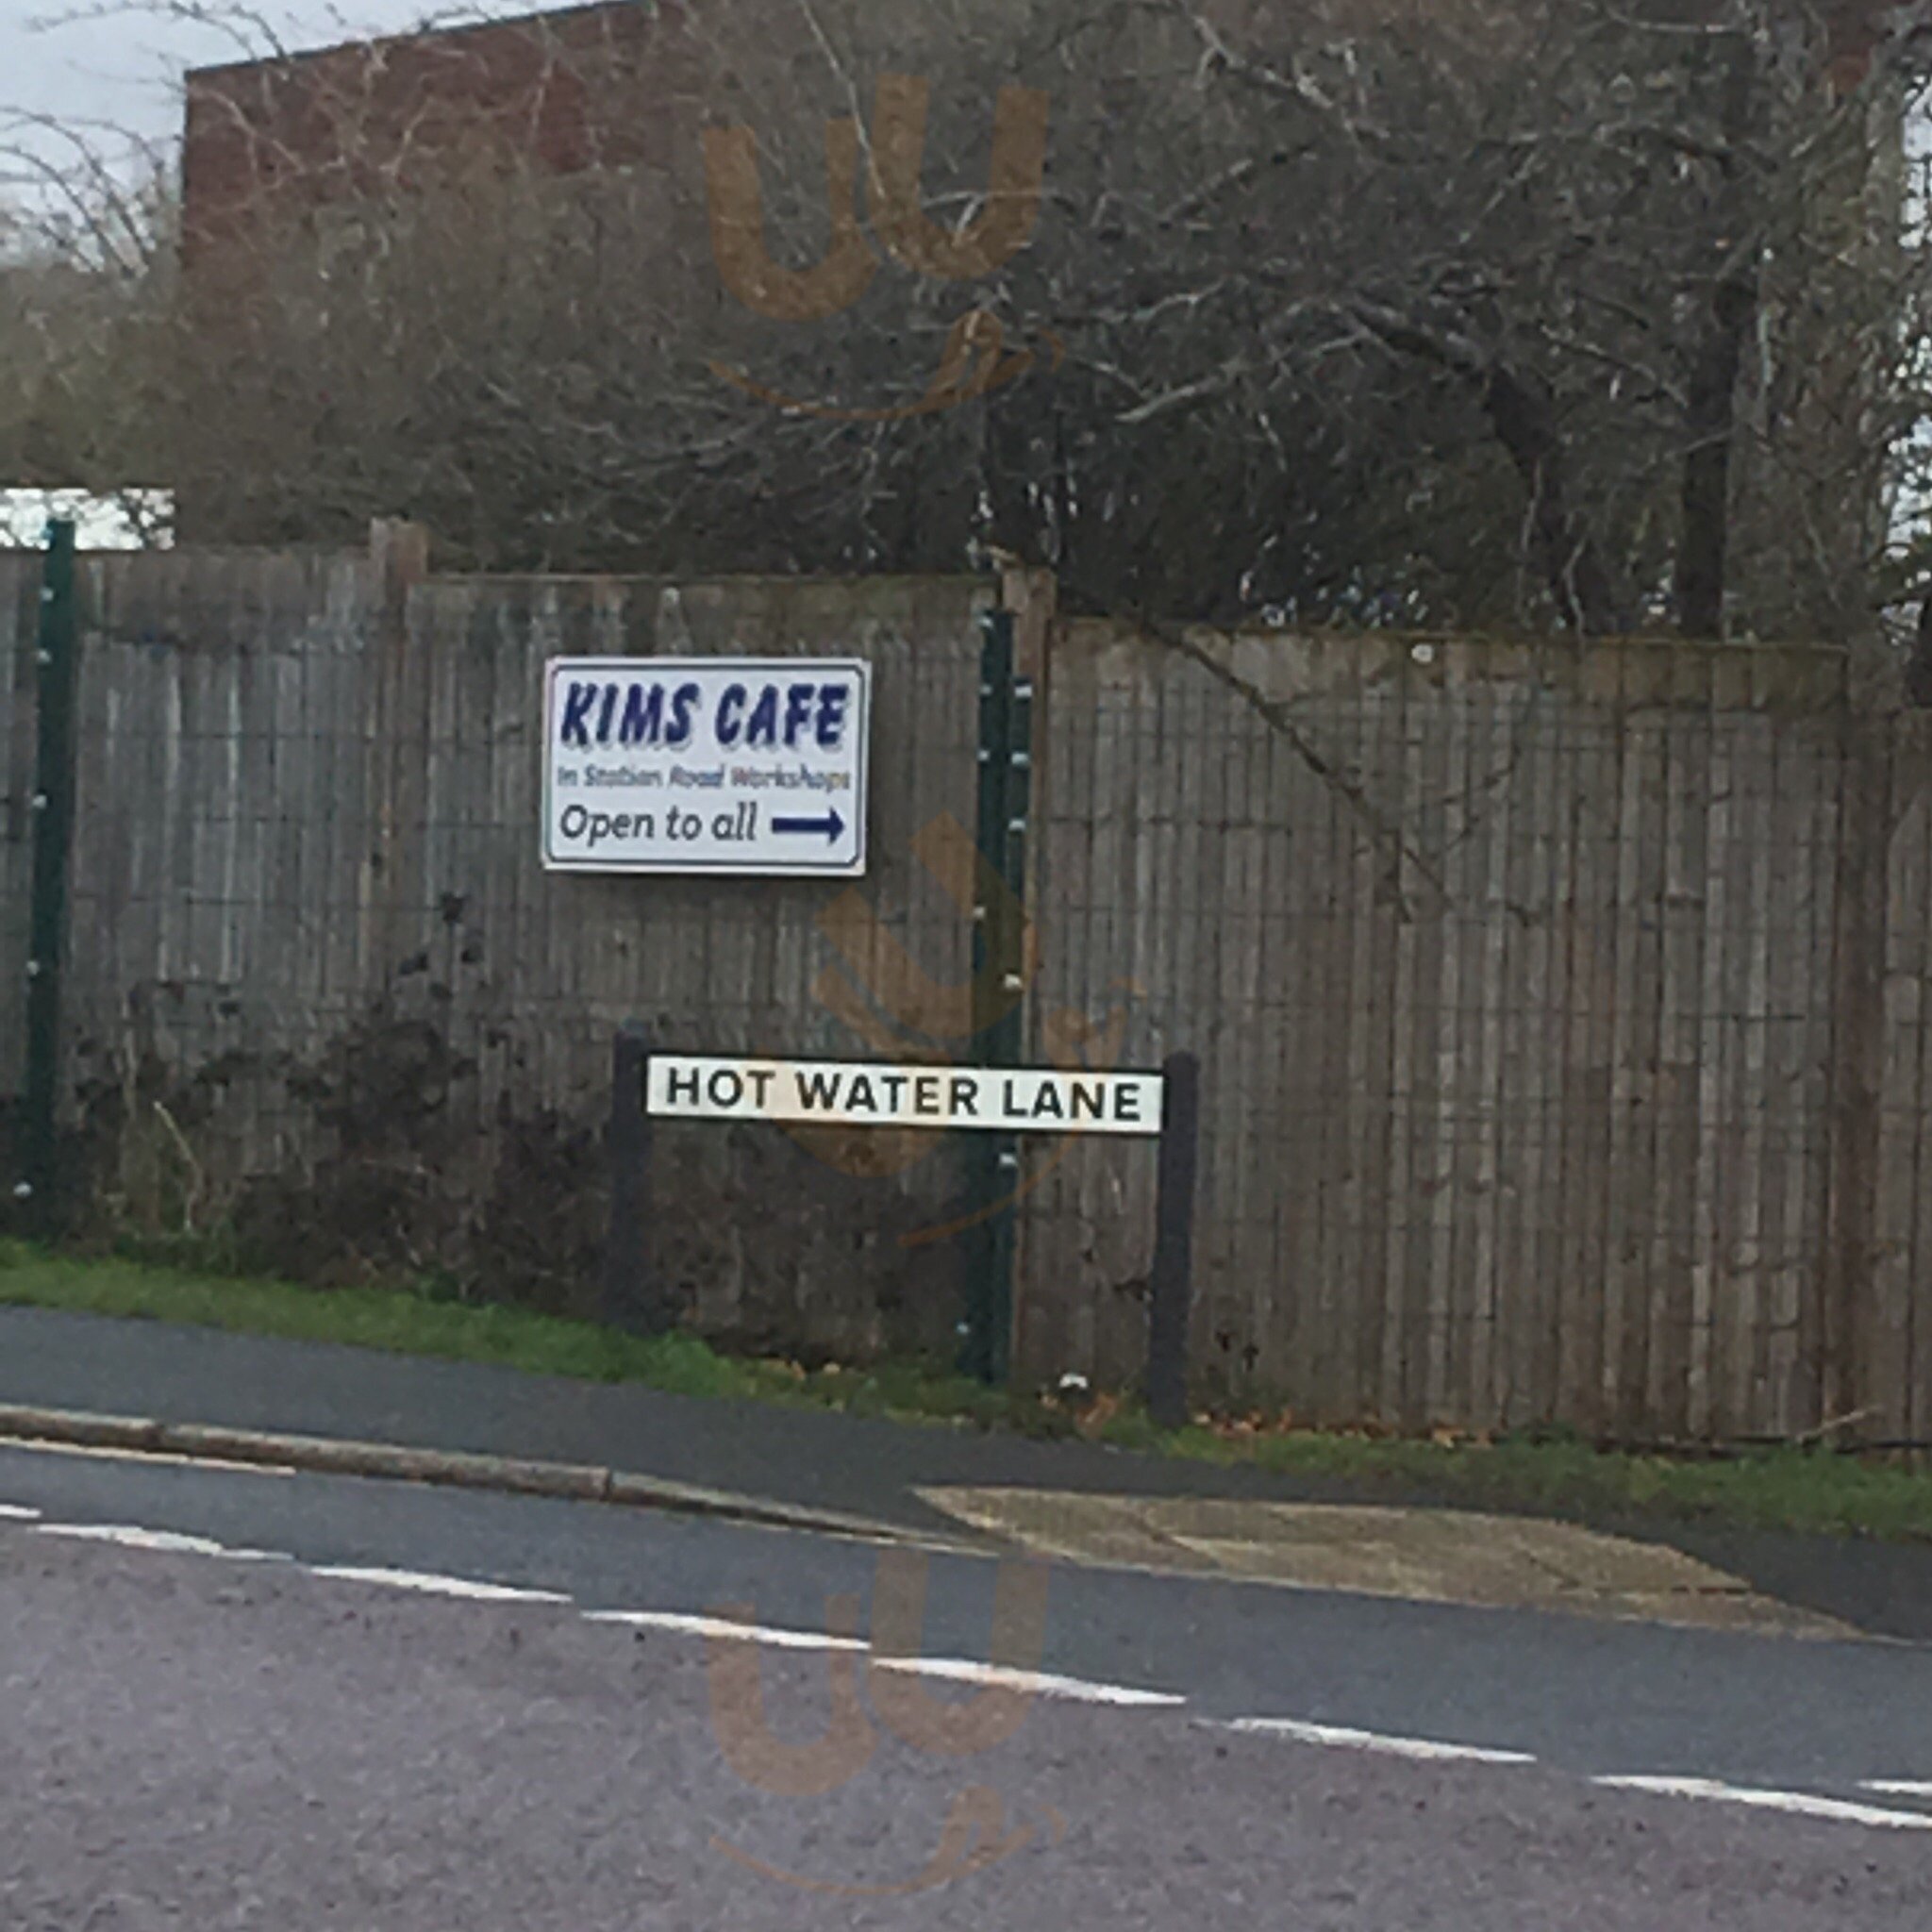 KIMS CAFE
In Station Road Workshops
Open to all
HOT WATER LANE